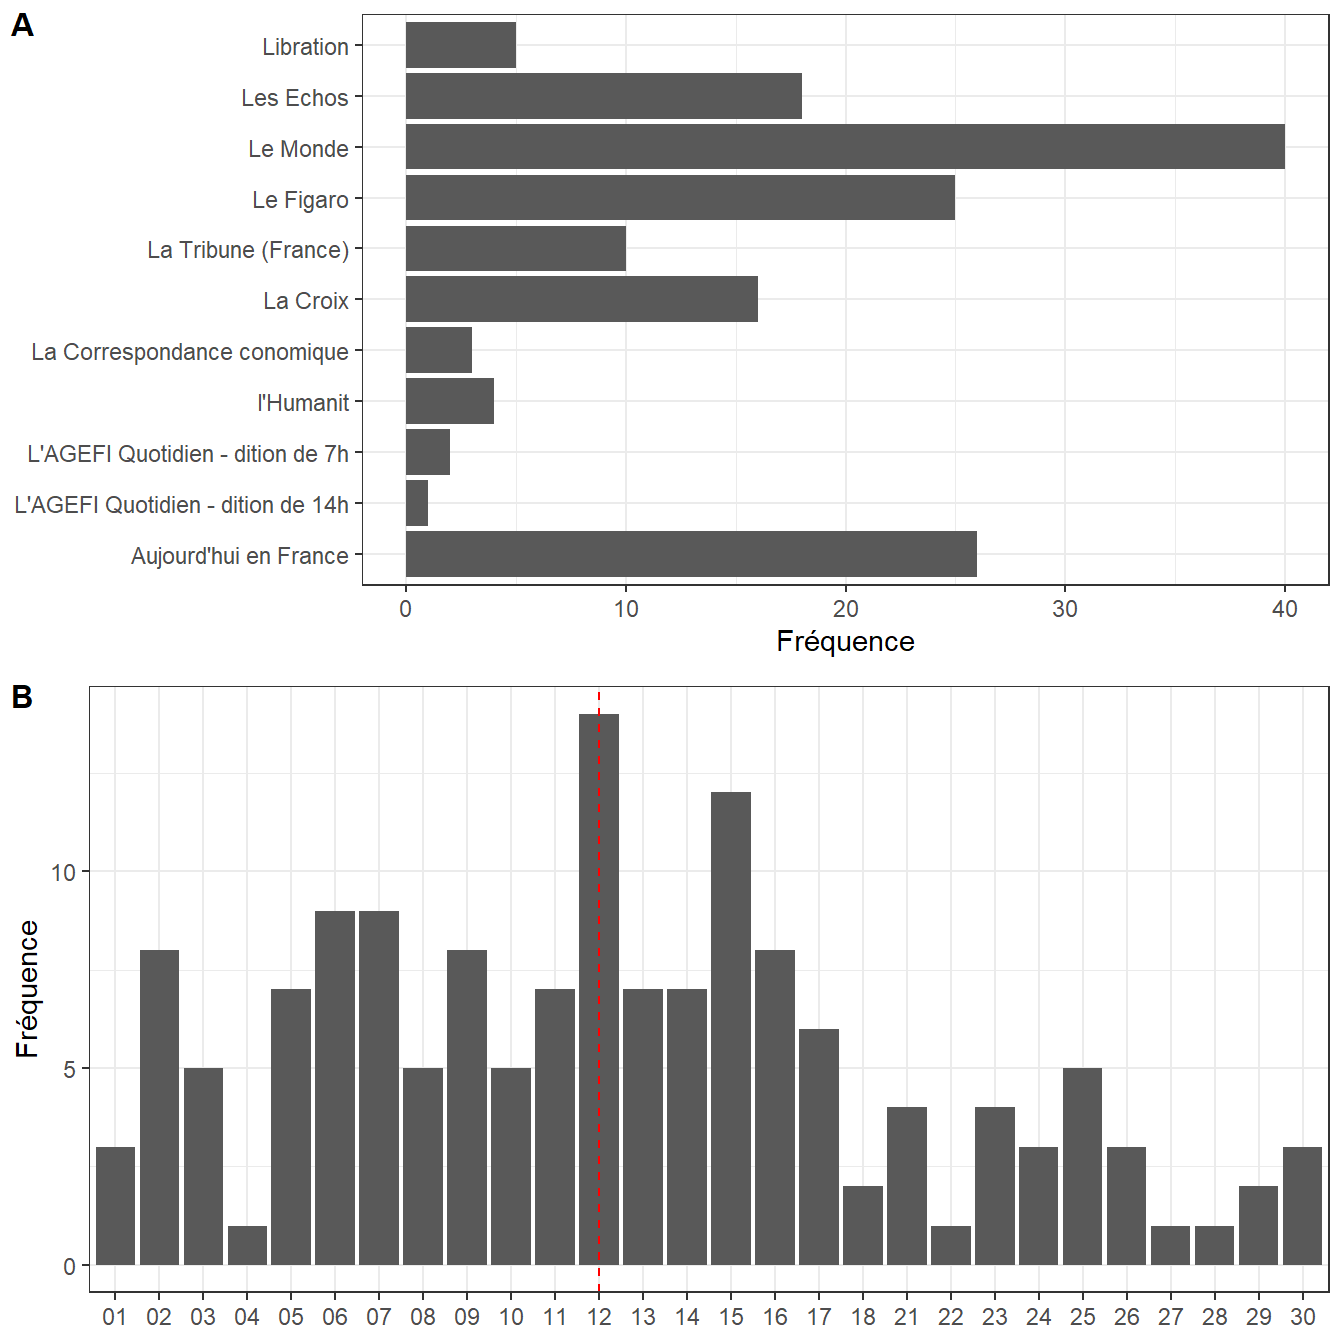 A
Libration
Les Echos
Le Monde
Le Figaro
La Tribune (France)
La Croix
La Correspondance conomique
l'Humanit
L'AGEFI Quotidien - dition de 7h
L'AGEFI Quotidien - dition de 14h
Aujourd'hui en France
0 10 20 30 40
Fréquence
B
Fréquence
10
5
0
01 02 03 04 05 06 07 08 09 10 11 12 13 14 15 16 17 18 21 22 23 24 25 26 27 28 29 30